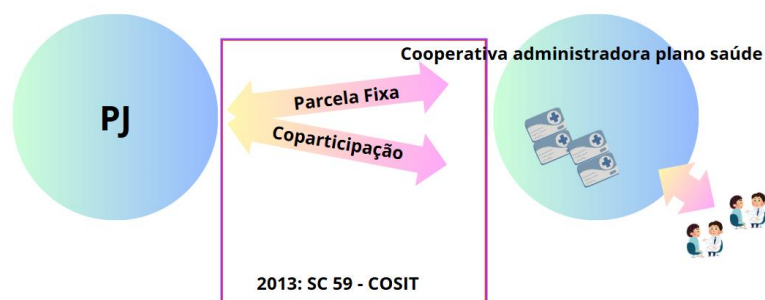 Cooperativa administradora plano saúde
PJ
Parcela Fixa
Coparticipação
2013: SC 59 - COSIT